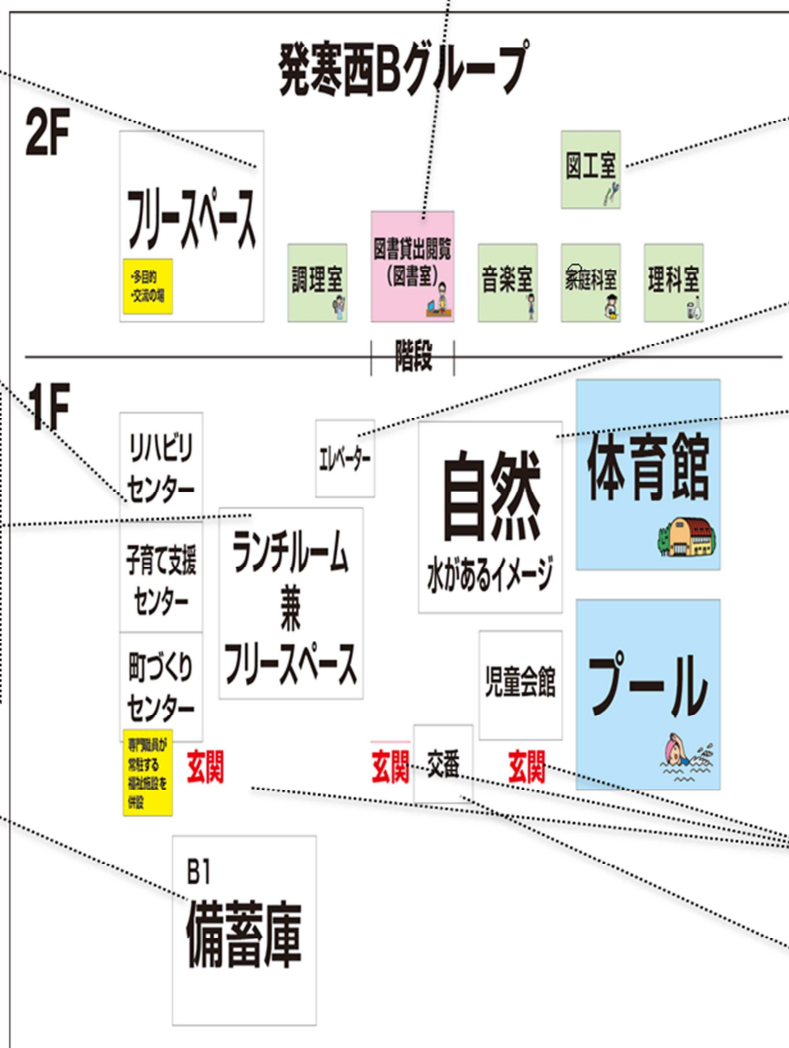 発寒西Bグループ
2F
フリースペース
・多目的
・交流の場
調理室
図書貸出閲覧
（図書室）
音楽室
図工室
家庭科室
理科室
階段
1F
リハビリ
センター
エレベーター
自然
水があるイメージ
体育館
子育て支援
センター
ランチルーム
兼
フリースペース
町づくり
センター
児童会館
プール
専門職員が
常駐する
福祉施設を
併設
玄関
玄関
交番
玄関
B1
備蓄庫